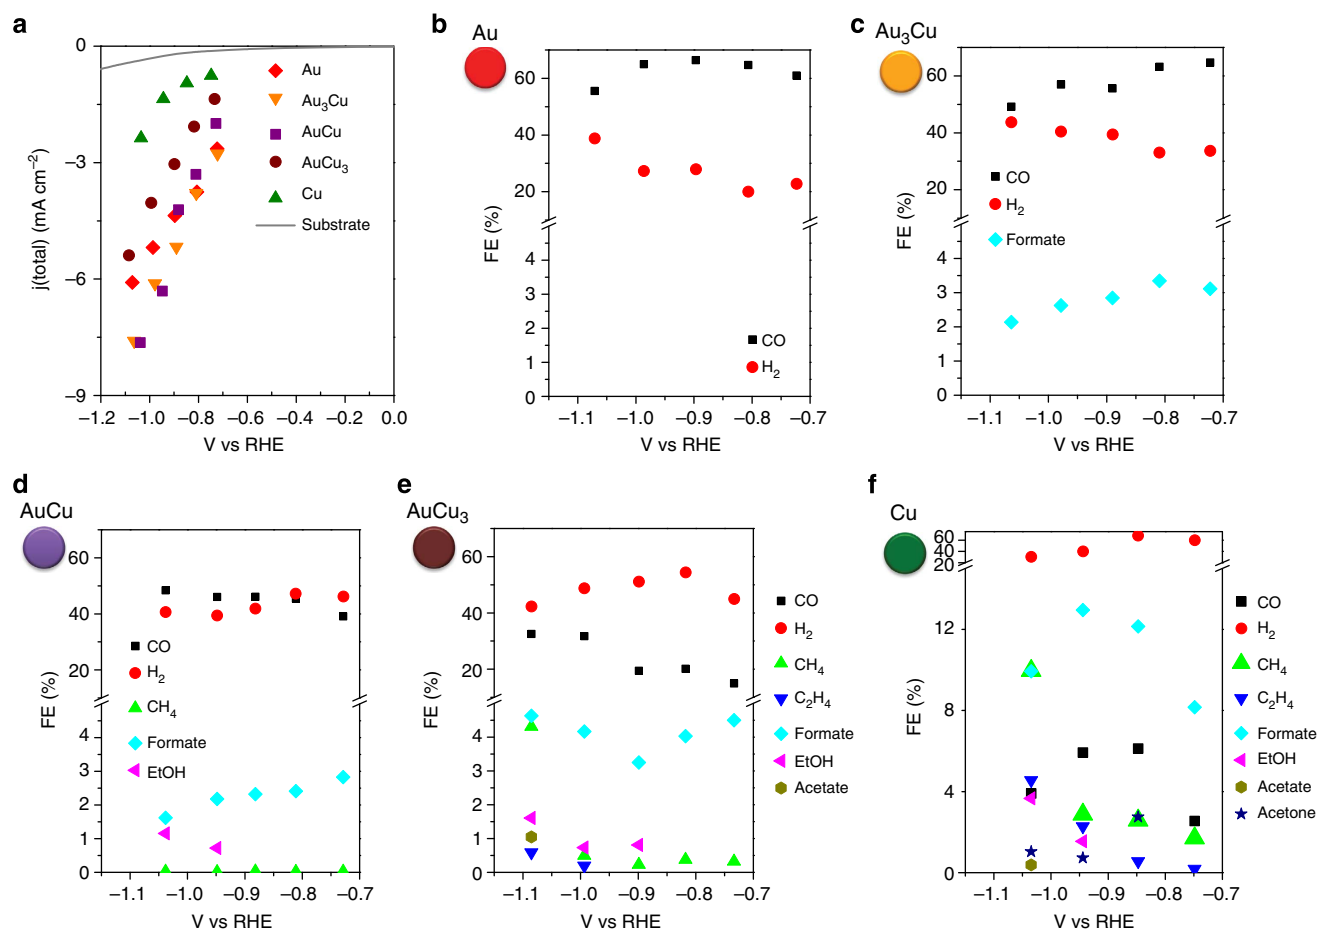 a
0
−3
−6
−9
j(total) (mA cm−2)
−1.2
−1.0
−0.8
−0.6
−0.4
−0.2
0.0
V vs RHE
Au
Au3Cu
AuCu
AuCu3
Cu
Substrate
b
Au
60
40
20
4
3
2
1
0
FE (%)
CO
H2
−1.1
−1.0
−0.9
−0.8
−0.7
V vs RHE
c
Au3Cu
60
40
20
4
3
2
1
0
FE (%)
CO
H2
Formate
−1.1
−1.0
−0.9
−0.8
−0.7
V vs RHE
d
AuCu
60
40
20
4
3
2
1
0
FE (%)
CO
H2
CH4
Formate
EtOH
−1.1
−1.0
−0.9
−0.8
−0.7
V vs RHE
e
AuCu3
60
40
20
4
3
2
1
0
FE (%)
−1.1
−1.0
−0.9
−0.8
−0.7
V vs RHE
CO
H2
CH4
C2H4
Formate
EtOH
Acetate
f
Cu
60
40
20
12
8
4
0
FE (%)
−1.1
−1.0
−0.9
−0.8
−0.7
V vs RHE
CO
H2
CH4
C2H4
Formate
EtOH
Acetate
Acetone